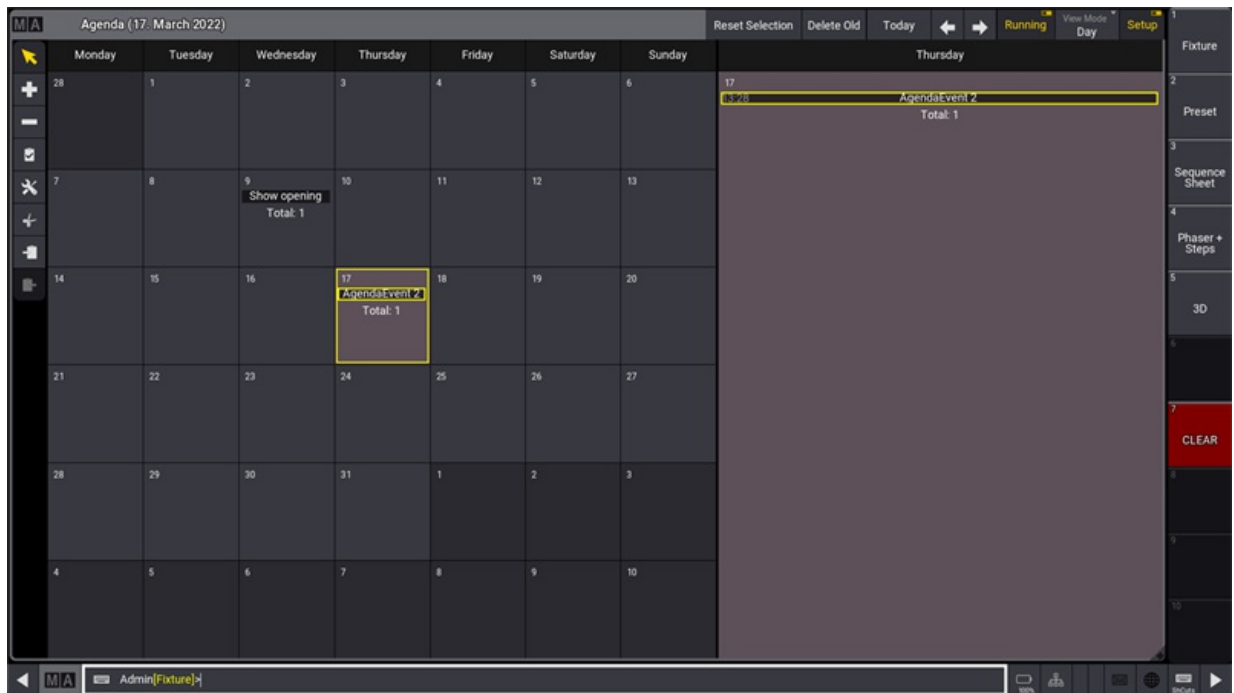 MA Agenda (17. March 2022) Reset Selection Delete Old Today Running View Mode Day Setup
Monday Tuesday Wednesday Thursday Friday Saturday Sunday
28 1 2 3 4 5 6
7 8 9 10 11 12 13
Show opening
Total: 1
14 15 16 17 18 19 20
AgendaEvent 2
Total: 1
21 22 23 24 25 26 27
28 29 30 31 1 2 3
4 5 6 7 8 9 10
Thursday
17
13:28 AgendaEvent 2
Total: 1
1
Fixture
2
Preset
3
Sequence
Sheet
4
Phaser +
Steps
5
3D
6
7
CLEAR
8
9
10
MA Admin[Fixture]>
100%
ShCuts